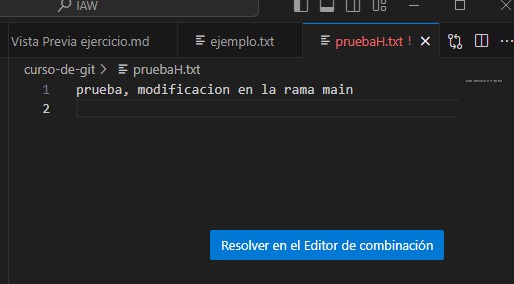 IAW
Vista Previa ejercicio.md
ejemplo.txt
pruebaH.txt !
curso-de-git > pruebaH.txt
1 prueba, modificacion en la rama main
2
Resolver en el Editor de combinación